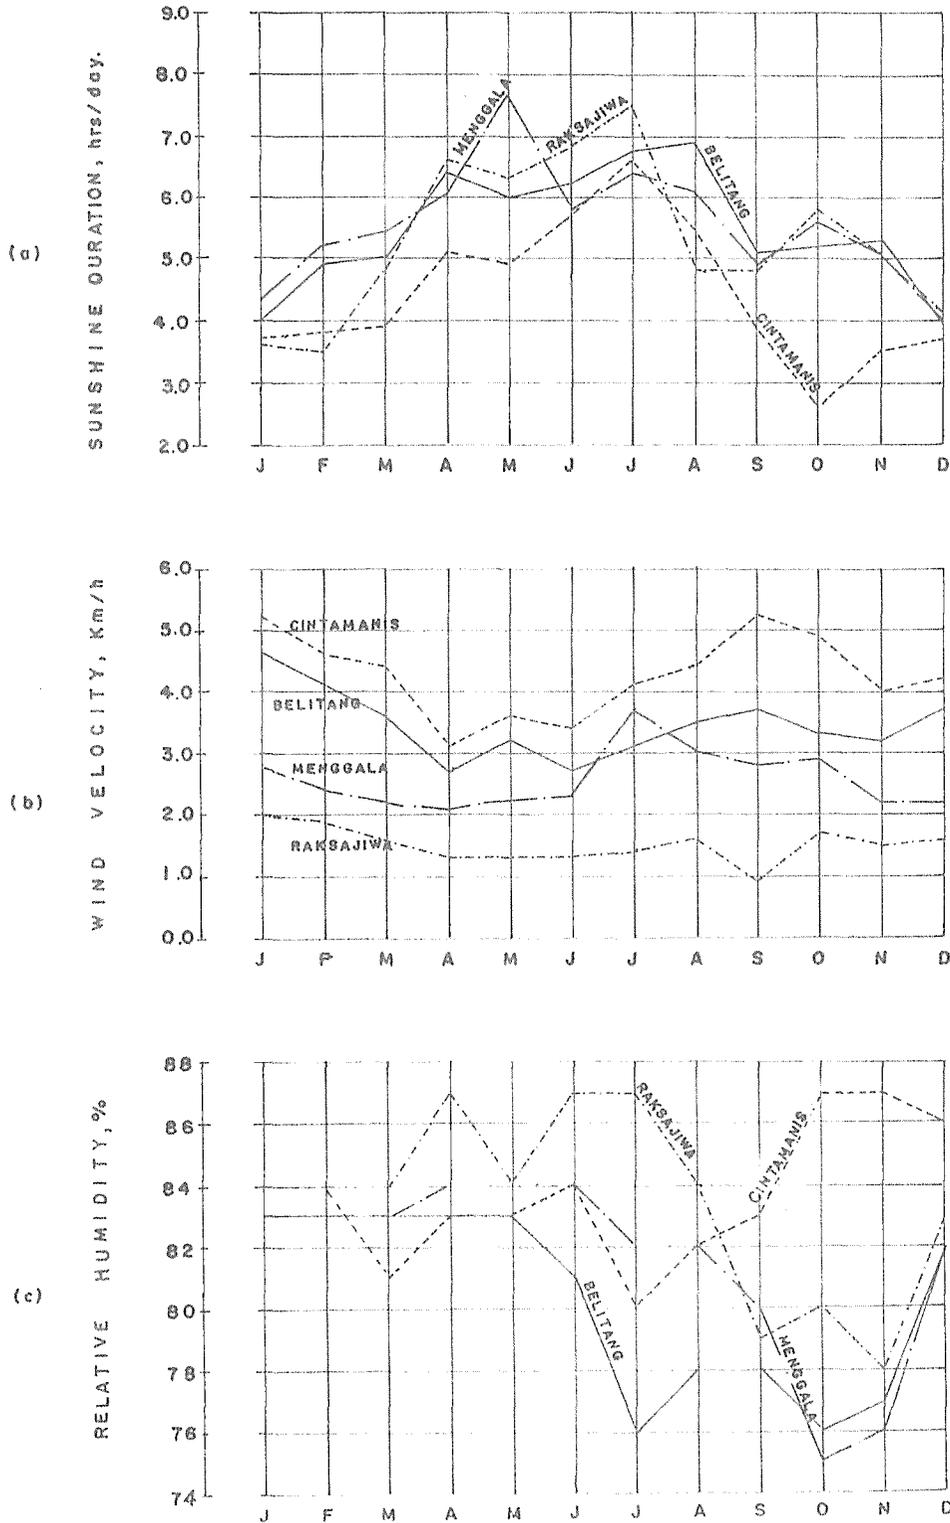 (a)
SUNSHINE DURATION, hrs/day.
9.0
8.0
7.0
6.0
5.0
4.0
3.0
2.0
MENGGALA
RAKSAJIWA
BELITANG
CINTAMANIS
J F M A M J J A S O N D
(b)
WIND VELOCITY, Km/h
6.0
5.0
4.0
3.0
2.0
1.0
0.0
CINTAMANIS
BELITANG
MENGGALA
RAKSAJIWA
J F M A M J J A S O N D
(c)
RELATIVE HUMIDITY, %
88
86
84
82
80
78
76
74
RAKSAJIWA
CINTAMANIS
BELITANG
MENGGALA
J F M A M J J A S O N D